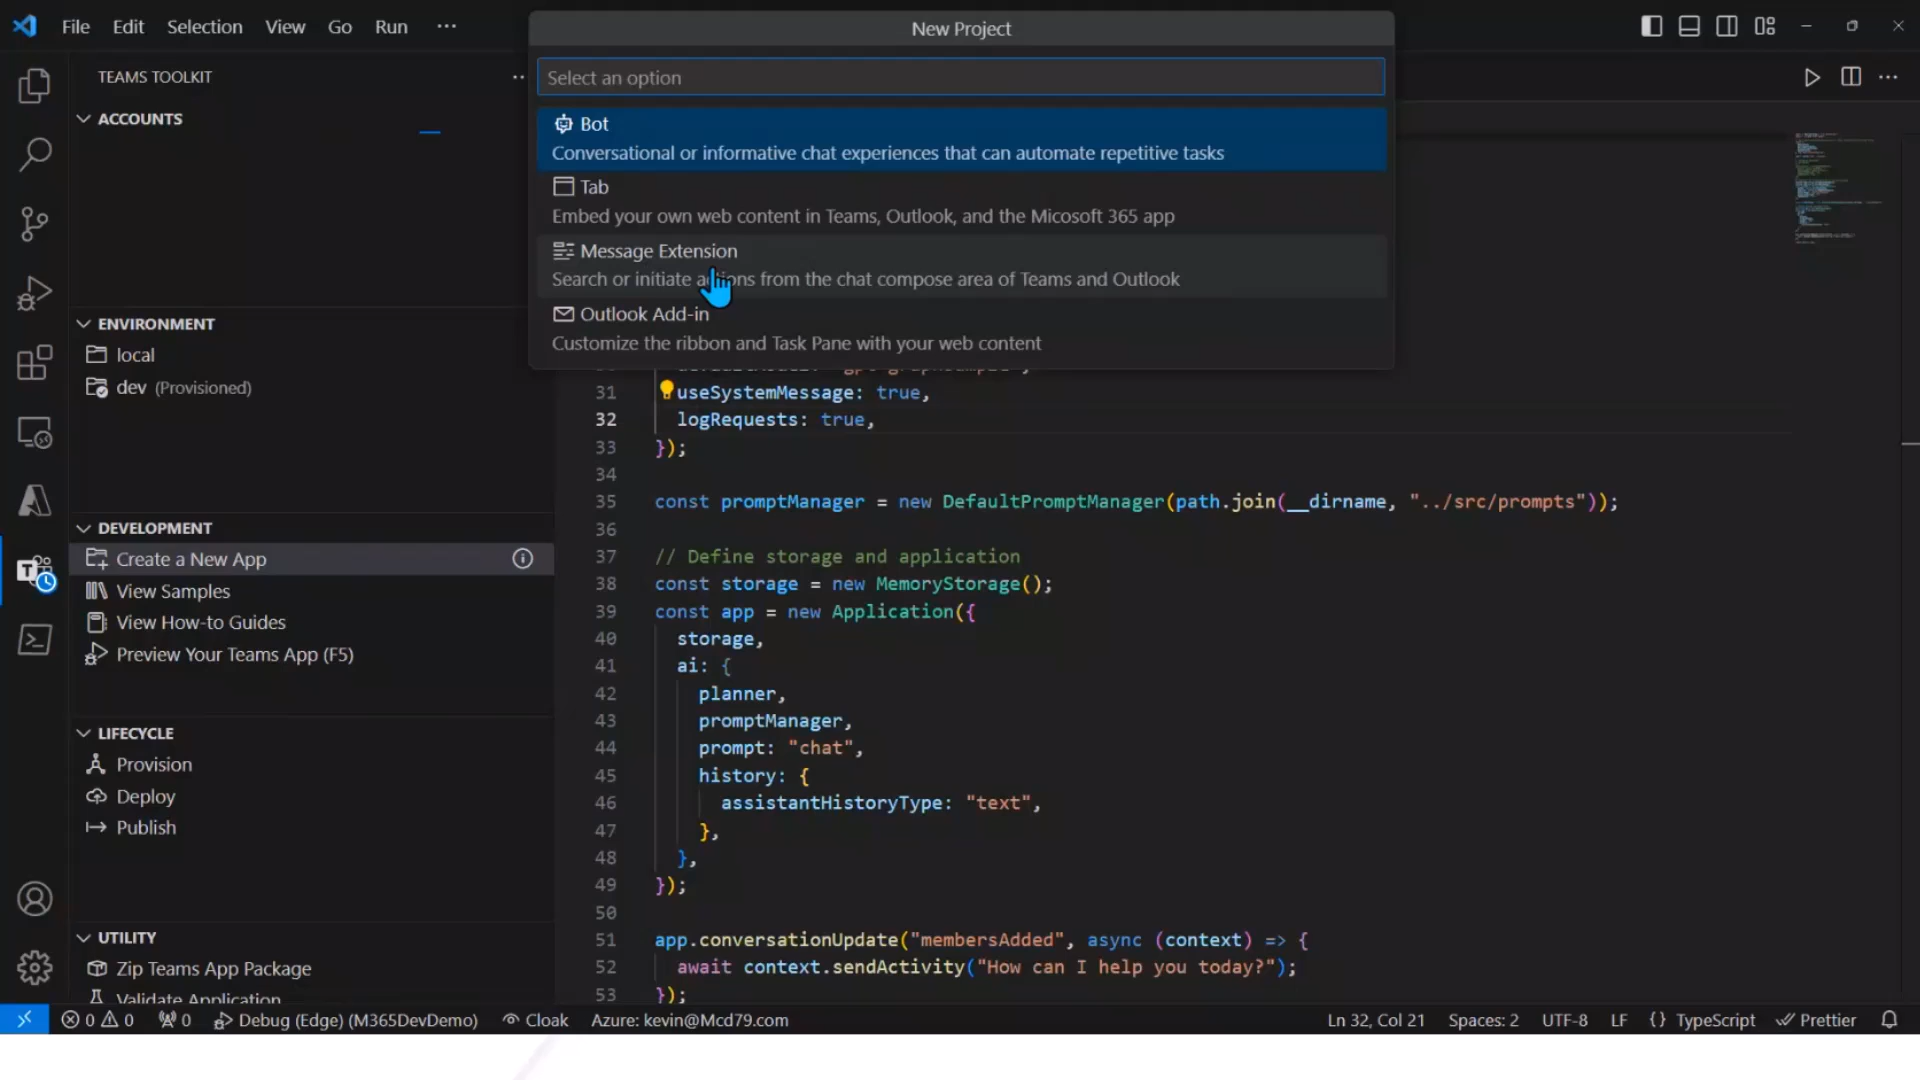 File Edit Selection View Go Run ···
New Project
Select an option
Bot
Conversational or informative chat experiences that can automate repetitive tasks
Tab
Embed your own web content in Teams, Outlook, and the Micosoft 365 app
Message Extension
Search or initiate actions from the chat compose area of Teams and Outlook
Outlook Add-in
Customize the ribbon and Task Pane with your web content
TEAMS TOOLKIT
ACCOUNTS
ENVIRONMENT
local
dev (Provisioned)
DEVELOPMENT
Create a New App
View Samples
View How-to Guides
Preview Your Teams App (F5)
LIFECYCLE
Provision
Deploy
Publish
UTILITY
Zip Teams App Package
Validate Application
31 useSystemMessage: true,
32 logRequests: true,
33 });
34
35 const promptManager = new DefaultPromptManager(path.join(__dirname, "../src/prompts"));
36
37 // Define storage and application
38 const storage = new MemoryStorage();
39 const app = new Application({
40 storage,
41 ai: {
42 planner,
43 promptManager,
44 prompt: "chat",
45 history: {
46 assistantHistoryType: "text",
47 },
48 },
49 });
50
51 app.conversationUpdate("membersAdded", async (context) => {
52 await context.sendActivity("How can I help you today?");
53 });
0 0 0 Debug (Edge) (M365DevDemo) Cloak Azure: kevin@Mcd79.com Ln 32, Col 21 Spaces: 2 UTF-8 LF {} TypeScript Prettier